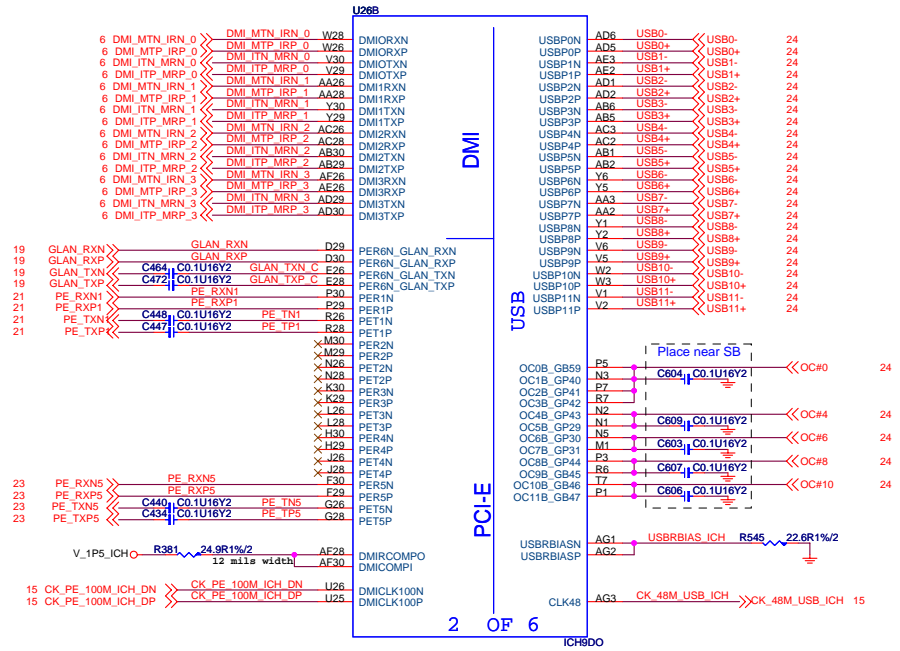 U26B
6 DMI_MTN_IRN_0 DMI_MTN_IRN_0 W28 DMIORXN USBP0N AD6 USB0- USB0- 24
6 DMI_MTP_IRP_0 DMI_MTP_IRP_0 W26 DMIORXP USBP0P AD5 USB0+ USB0+ 24
6 DMI_ITN_MRN_0 DMI_ITN_MRN_0 V30 DMIOTXN USBP1N AE3 USB1- USB1- 24
6 DMI_ITP_MRP_0 DMI_ITP_MRP_0 V29 DMIOTXP USBP1P AE2 USB1+ USB1+ 24
6 DMI_MTN_IRN_1 DMI_MTN_IRN_1 AA26 DMI1RXN USBP2N AD1 USB2- USB2- 24
6 DMI_MTP_IRP_1 DMI_MTP_IRP_1 AA28 DMI1RXP USBP2P AD2 USB2+ USB2+ 24
6 DMI_ITN_MRN_1 DMI_ITN_MRN_1 Y30 DMI1TXN USBP3N AB6 USB3- USB3- 24
6 DMI_ITP_MRP_1 DMI_ITP_MRP_1 Y29 DMI1TXP USBP3P AB5 USB3+ USB3+ 24
6 DMI_MTN_IRN_2 DMI_MTN_IRN_2 AC26 DMI2RXN USBP4N AC3 USB4- USB4- 24
6 DMI_MTP_IRP_2 DMI_MTP_IRP_2 AC28 DMI2RXP USBP4P AC2 USB4+ USB4+ 24
6 DMI_ITN_MRN_2 DMI_ITN_MRN_2 AB30 DMI2TXN USBP5N AB1 USB5- USB5- 24
6 DMI_ITP_MRP_2 DMI_ITP_MRP_2 AB29 DMI2TXP USBP5P AB2 USB5+ USB5+ 24
6 DMI_MTN_IRN_3 DMI_MTN_IRN_3 AF26 DMI3RXN USBP6N Y6 USB6- USB6- 24
6 DMI_MTP_IRP_3 DMI_MTP_IRP_3 AE26 DMI3RXP USBP6P Y5 USB6+ USB6+ 24
6 DMI_ITN_MRN_3 DMI_ITN_MRN_3 AD29 DMI3TXN USBP7N AA3 USB7- USB7- 24
6 DMI_ITP_MRP_3 DMI_ITP_MRP_3 AD30 DMI3TXP USBP7P AA2 USB7+ USB7+ 24
DMI
USBP8N Y1 USB8- USB8- 24
USBP8P Y2 USB8+ USB8+ 24
19 GLAN_RXN GLAN_RXN D29 PER6N_GLAN_RXN USBP9N V6 USB9- USB9- 24
19 GLAN_RXP GLAN_RXP D30 PER6N_GLAN_RXP USBP9P V5 USB9+ USB9+ 24
19 GLAN_TXN C464 C0.1U16Y2 GLAN_TXN_C E26 PER6N_GLAN_TXN USBP10N W2 USB10- USB10- 24
19 GLAN_TXP C472 C0.1U16Y2 GLAN_TXP_C E28 PER6N_GLAN_TXP USBP10P W3 USB10+ USB10+ 24
21 PE_RXN1 PE_RXN1 P30 PER1N USBP11N V1 USB11- USB11- 24
21 PE_RXP1 PE_RXP1 P29 PER1P USBP11P V2 USB11+ USB11+ 24
21 PE_TXN1 C448 C0.1U16Y2 PE_TN1 R26 PET1N
21 PE_TXP1 C447 C0.1U16Y2 PE_TP1 R28 PET1P
USB
M30 PER2N
M29 PER2P
Place near SB
N26 PET2N OC0B_GB59 P5 OC#0 24
N28 PET2P OC1B_GP40 N3 C604 C0.1U16Y2
K30 PER3N OC2B_GP41 P7
K29 PER3P OC3B_GP42 R7
L26 PET3N OC4B_GP43 N2 OC#4 24
L28 PET3P OC5B_GP29 N1 C609 C0.1U16Y2
H30 PER4N OC6B_GP30 N5 OC#6 24
H29 PER4P OC7B_GP31 M1 C603 C0.1U16Y2
J26 PET4N OC8B_GP44 P3 OC#8 24
J28 PET4P OC9B_GB45 R6 C607 C0.1U16Y2
23 PE_RXN5 PE_RXN5 F30 PER5N OC10B_GB46 T7 OC#10 24
23 PE_RXP5 PE_RXP5 F29 PER5P OC11B_GB47 P1 C606 C0.1U16Y2
23 PE_TXN5 C440 C0.1U16Y2 PE_TN5 G26 PET5N
23 PE_TXP5 C434 C0.1U16Y2 PE_TP5 G28 PET5P
PCI-E
V_1P5_ICH R381 24.9R1%/2 AF28 DMIRCOMPO USBRBIASN AG1 USBRBIAS_ICH R545 22.6R1%/2
12 mils width AF30 DMICOMPI USBRBIASP AG2
15 CK_PE_100M_ICH_DN CK_PE_100M_ICH_DN U26 DMICLK100N
15 CK_PE_100M_ICH_DP CK_PE_100M_ICH_DP U25 DMICLK100P CLK48 AG3 CK_48M_USB_ICH CK_48M_USB_ICH 15
2 OF 6
ICH9DO